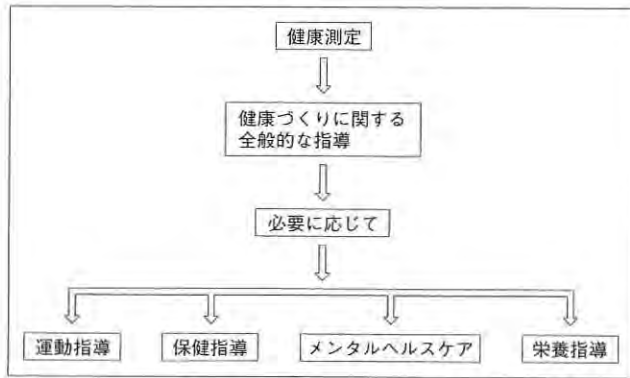 健康測定
健康づくりに関する
全般的な指導
必要に応じて
運動指導
保健指導
メンタルヘルスケア
栄養指導